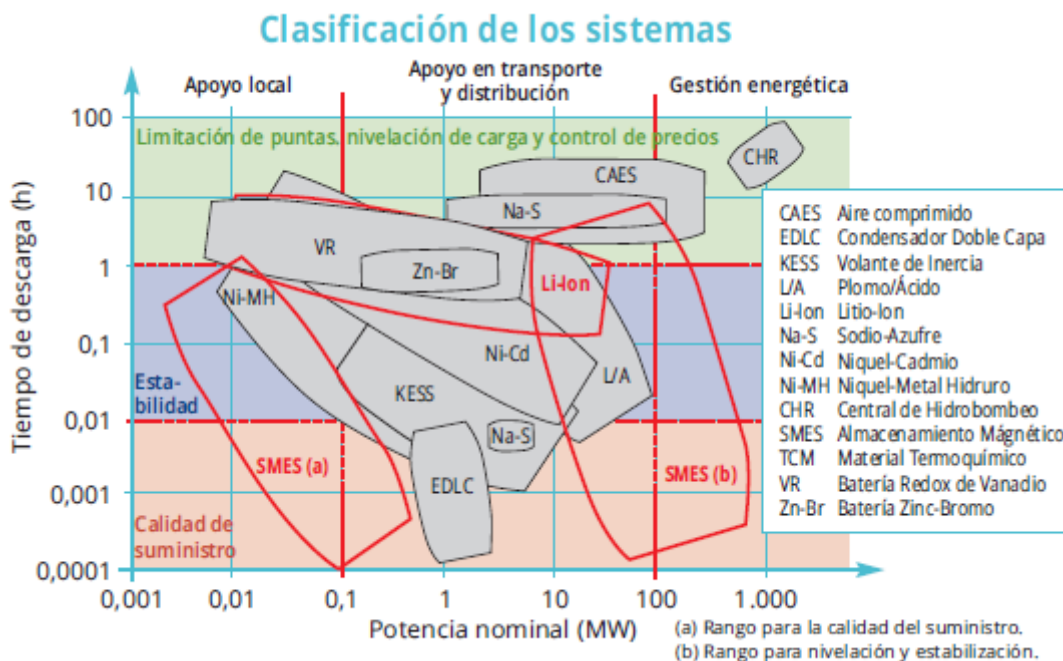 Clasificación de los sistemas
Apoyo local
Apoyo en transporte
y distribución
Gestión energética
Tiempo de descarga (h)
100
10
1
0,1
0,01
0,001
0,0001
Limitación de puntas, nivelación de carga y control de precios
CHR
CAES
Na-S
VR
Zn-Br
Li-Ion
Ni-MH
Ni-Cd
L/A
KESS
Esta-
bilidad
Na-S
SMES (a)
EDLC
SMES (b)
Calidad de
suministro
CAES Aire comprimido
EDLC Condensador Doble Capa
KESS Volante de Inercia
L/A Plomo/Ácido
Li-Ion Litio-Ion
Na-S Sodio-Azufre
Ni-Cd Niquel-Cadmio
Ni-MH Niquel-Metal Hidruro
CHR Central de Hidrobombeo
SMES Almacenamiento Mágnético
TCM Material Termoquímico
VR Batería Redox de Vanadio
Zn-Br Batería Zinc-Bromo
0,001
0,01
0,1
1
10
100
1.000
Potencia nominal (MW)
(a) Rango para la calidad del suministro.
(b) Rango para nivelación y estabilización.